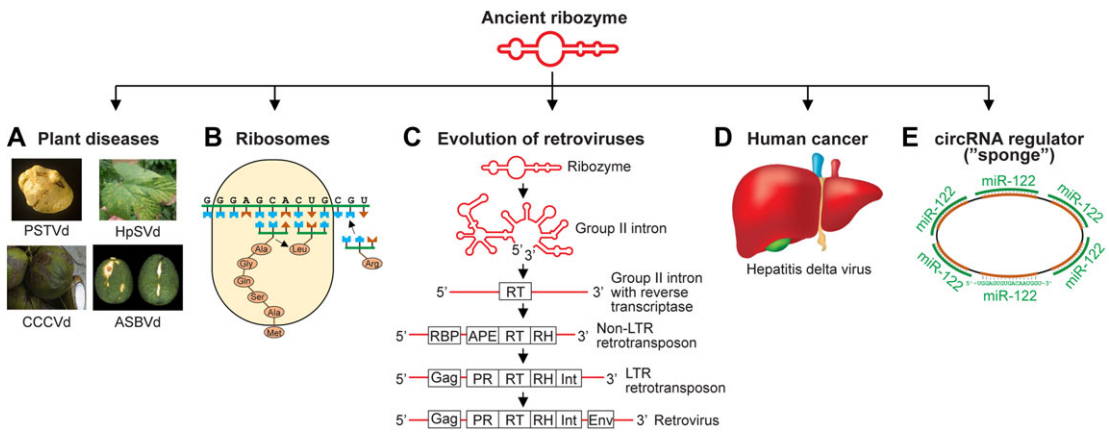 Ancient ribozyme
A Plant diseases
PSTVd
HpSVd
CCCVd
ASBVd
B Ribosomes
G G G A G C A C U G C G U
Ala
Leu
Arg
Gly
Gln
Ser
Ala
Met
C Evolution of retroviruses
Ribozyme
Group II intron
5’ 3’
5’ RT 3’
Group II intron
with reverse
transcriptase
5’ RBP APE RT RH 3’
Non-LTR
retrotransposon
5’ Gag PR RT RH Int 3’
LTR
retrotransposon
5’ Gag PR RT RH Int Env 3’ Retrovirus
D Human cancer
Hepatitis delta virus
E circRNA regulator
(”sponge”)
miR-122
miR-122
miR-122
miR-122
miR-122
miR-122